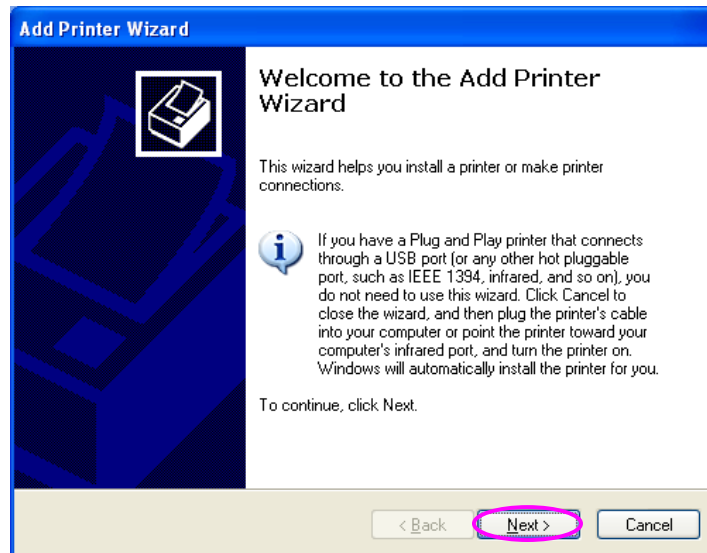 Add Printer Wizard
Welcome to the Add Printer
Wizard
This wizard helps you install a printer or make printer
connections.
If you have a Plug and Play printer that connects
through a USB port (or any other hot pluggable
port, such as IEEE 1394, infrared, and so on), you
do not need to use this wizard. Click Cancel to
close the wizard, and then plug the printer's cable
into your computer or point the printer toward your
computer's infrared port, and turn the printer on.
Windows will automatically install the printer for you.
To continue, click Next.
< Back Next > Cancel